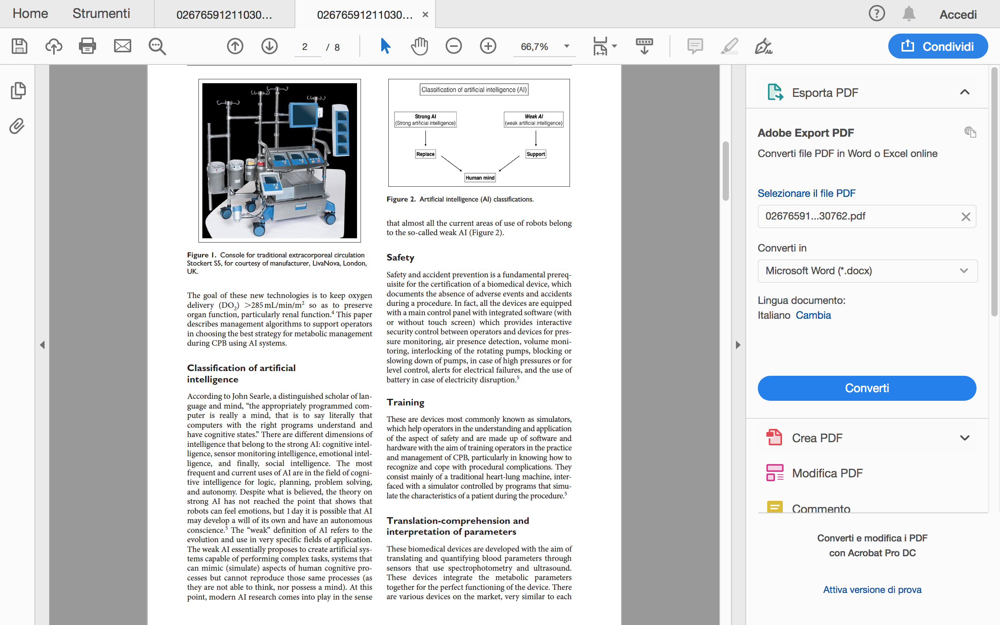 Home
Strumenti
02676591211030...
02676591211030...
Accedi
2 / 8
66,7%
Condividi
Figure 1. Console for traditional extracorporeal circulation
Stockert S5, for courtesy of manufacturer, LivaNova, London,
UK.
The goal of these new technologies is to keep oxygen
delivery (DO₂) >285 mL/min/m² so as to preserve
organ function, particularly renal function.⁴ This paper
describes management algorithms to support operators
in choosing the best strategy for metabolic management
during CPB using AI systems.
Classification of artificial
intelligence
According to John Searle, a distinguished scholar of lan-
guage and mind, “the appropriately programmed com-
puter is really a mind, that is to say literally that
computers with the right programs understand and
have cognitive states.” There are different dimensions of
intelligence that belong to the strong AI: cognitive intel-
ligence, sensor monitoring intelligence, emotional intel-
ligence, and finally, social intelligence. The most
frequent and current uses of AI are in the field of cogni-
tive intelligence for logic, planning, problem solving,
and autonomy. Despite what is believed, the theory on
strong AI has not reached the point that shows that
robots can feel emotions, but 1 day it is possible that AI
may develop a will of its own and have an autonomous
conscience.⁵ The “weak” definition of AI refers to the
evolution and use in very specific fields of application.
The weak AI essentially proposes to create artificial sys-
tems capable of performing complex tasks, systems that
can mimic (simulate) aspects of human cognitive pro-
cesses but cannot reproduce those same processes (as
they are not able to think, nor possess a mind). At this
point, modern AI research comes into play in the sense
Classification of artificial intelligence (AI)
Strong AI
(Strong artificial intelligence)
Weak AI
(weak artificial intelligence)
Replace
Support
Human mind
Figure 2. Artificial intelligence (AI) classifications.
that almost all the current areas of use of robots belong
to the so-called weak AI (Figure 2).
Safety
Safety and accident prevention is a fundamental prereq-
uisite for the certification of a biomedical device, which
documents the absence of adverse events and accidents
during a procedure. In fact, all the devices are equipped
with a main control panel with integrated software (with
or without touch screen) which provides interactive
security control between operators and devices for pres-
sure monitoring, air presence detection, volume moni-
toring, interlocking of the rotating pumps, blocking or
slowing down of pumps, in case of high pressures or for
level control, alerts for electrical failures, and the use of
battery in case of electricity disruption.⁵
Training
These are devices most commonly known as simulators,
which help operators in the understanding and application
of the aspect of safety and are made up of software and
hardware with the aim of training operators in the practice
and management of CPB, particularly in knowing how to
recognize and cope with procedural complications. They
consist mainly of a traditional heart-lung machine, inter-
faced with a simulator controlled by programs that simu-
late the characteristics of a patient during the procedure.⁵
Translation-comprehension and
interpretation of parameters
These biomedical devices are developed with the aim of
translating and quantifying blood parameters through
sensors that use spectrophotometry and ultrasound.
These devices integrate the metabolic parameters
together for the perfect functioning of the device. There
are various devices on the market, very similar to each
Esporta PDF
Adobe Export PDF
Converti file PDF in Word o Excel online
Selezionare il file PDF
02676591...30762.pdf
Converti in
Microsoft Word (*.docx)
Lingua documento:
Italiano Cambia
Converti
Crea PDF
Modifica PDF
Commento
Converti e modifica i PDF
con Acrobat Pro DC
Attiva versione di prova